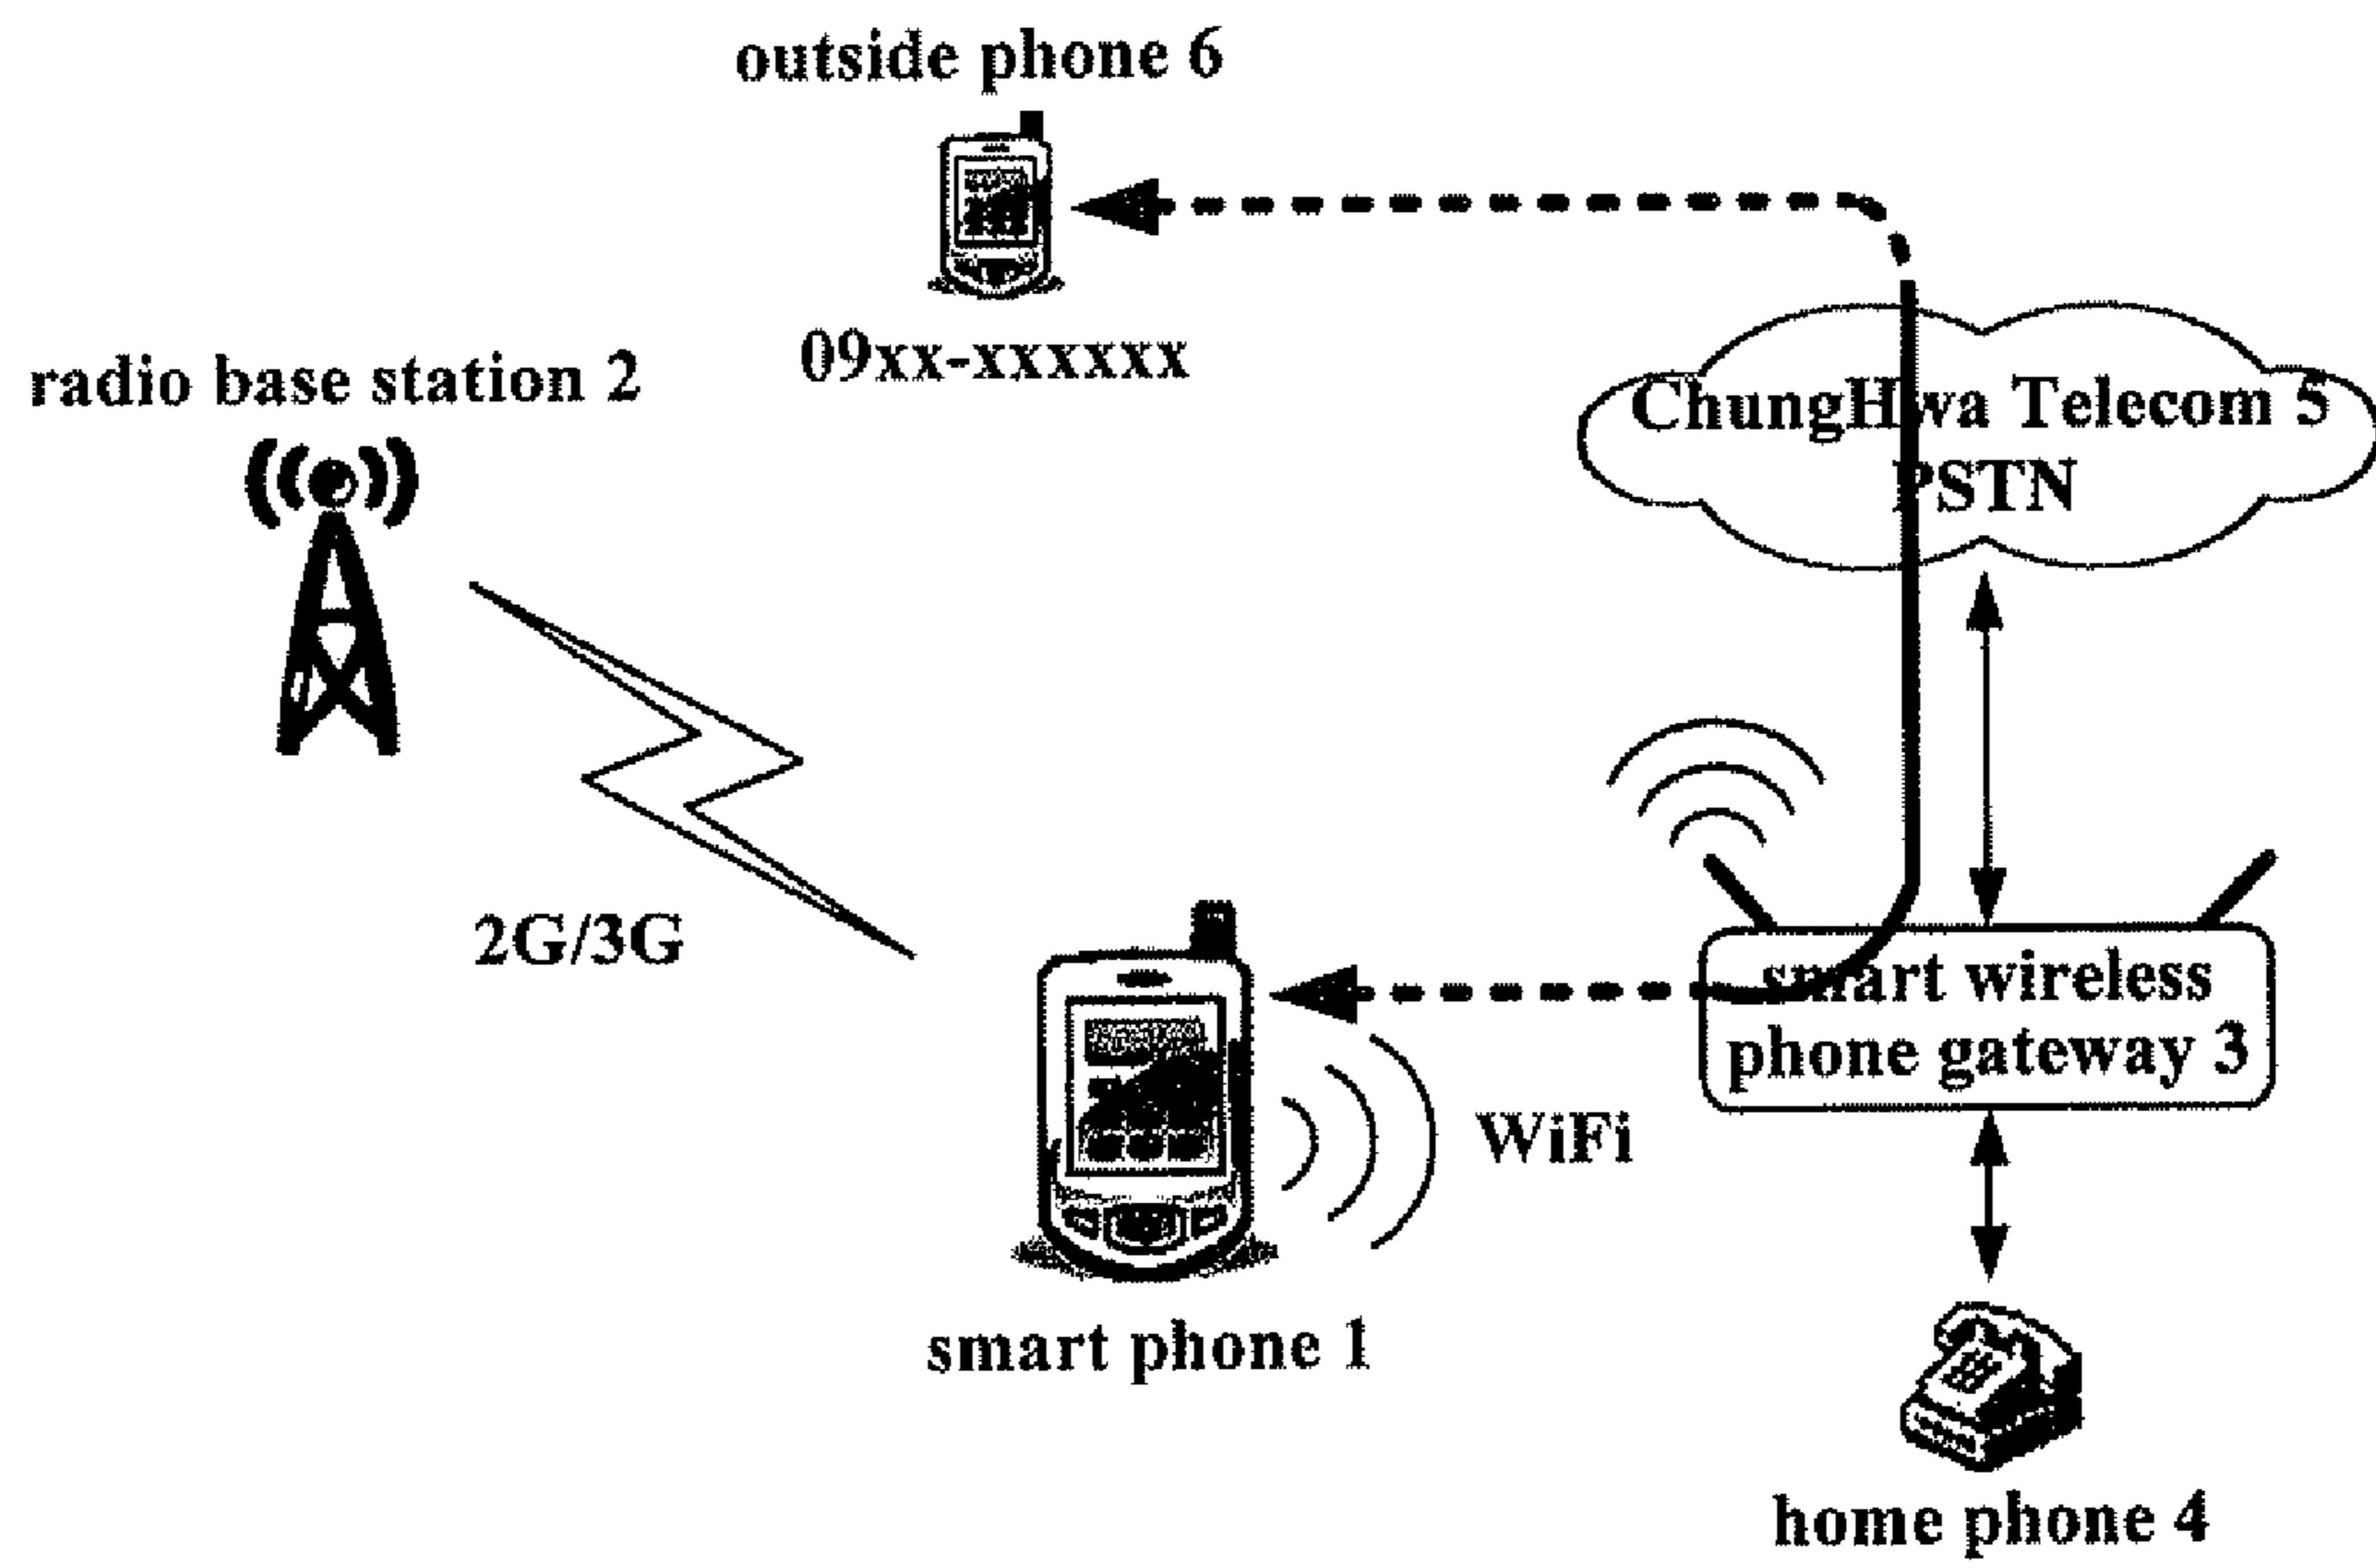 outside phone 6
09xx-xxxxxx
radio base station 2
ChungHwa Telecom 5
PSTN
2G/3G
smart wireless
phone gateway 3
WiFi
smart phone 1
home phone 4